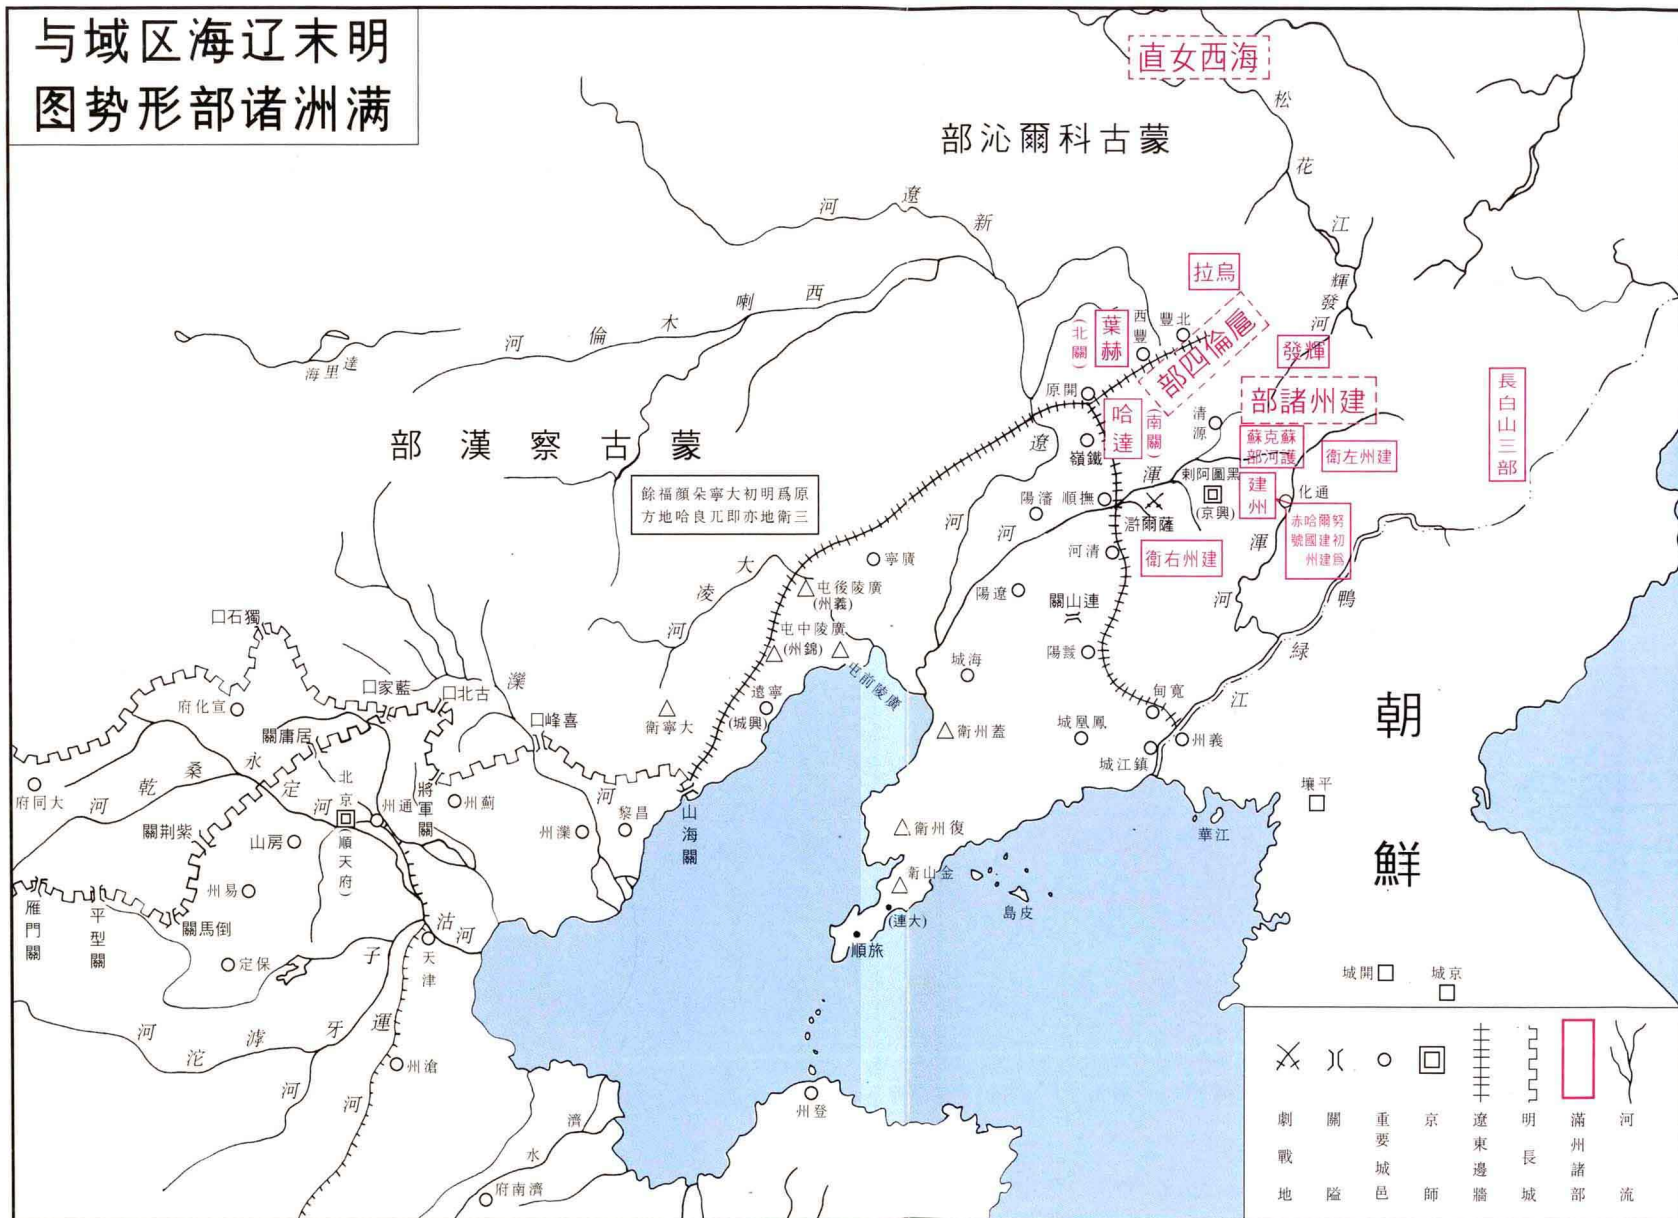 明末辽海区域与
满洲诸部形势图
海西女直
蒙古科爾沁部
松花江
新遼河
輝發河
烏拉
西喇木倫河
達里海
葉赫
(北關)
西豐
北豐
扈倫四部
輝發
開原
建州諸部
長白山三部
哈達
(南關)
清源
蒙古察漢部
遼河
鐵嶺
蘇克蘇
護河部
建州左衛
渾河
黑圖阿剌
(興京)
建州
通化
原爲明初大寧朵顏福餘
三衛地亦即兀良哈地方
瀋陽
撫順
薩爾滸
努爾哈赤
初建國號
爲建州
渾河
清河
建州右衛
廣寧
大凌河
廣陵後屯
(義州)
遼陽
連山關
鴨緑江
獨石口
廣陵中屯
(錦州)
廣陵前屯
靉陽
海城
灤河
藍家口
古北口
宣化府
居庸關
喜峰口
大寧衛
寧遠
(興城)
蓋州衛
寬甸
鳳凰城
義州
鎮江城
朝鮮
大同府
桑乾河
永定河
北京
(順天府)
通州
將軍關
薊州
平壤
紫荆關
房山
灤州
昌黎
山海關
復州衛
江華
易州
金山衛
皮島
(大連)
旅順
雁門關
平型關
倒馬關
沽河
保定
天津
子牙河
開城
京城
滹沱河
運河
滄州
登州
濟水
濟南府
河流
滿州諸部
明長城
遼東邊牆
京師
重要城邑
關隘
劇戰地